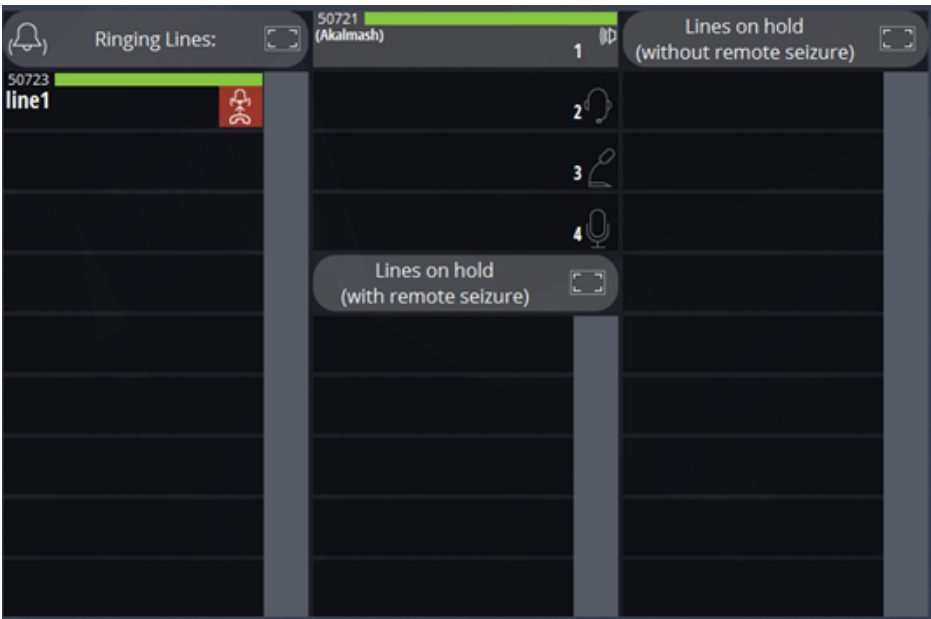 Ringing Lines:
50723
line1
50721
(Akalmash)
1
2
3
4
Lines on hold
(with remote seizure)
Lines on hold
(without remote seizure)